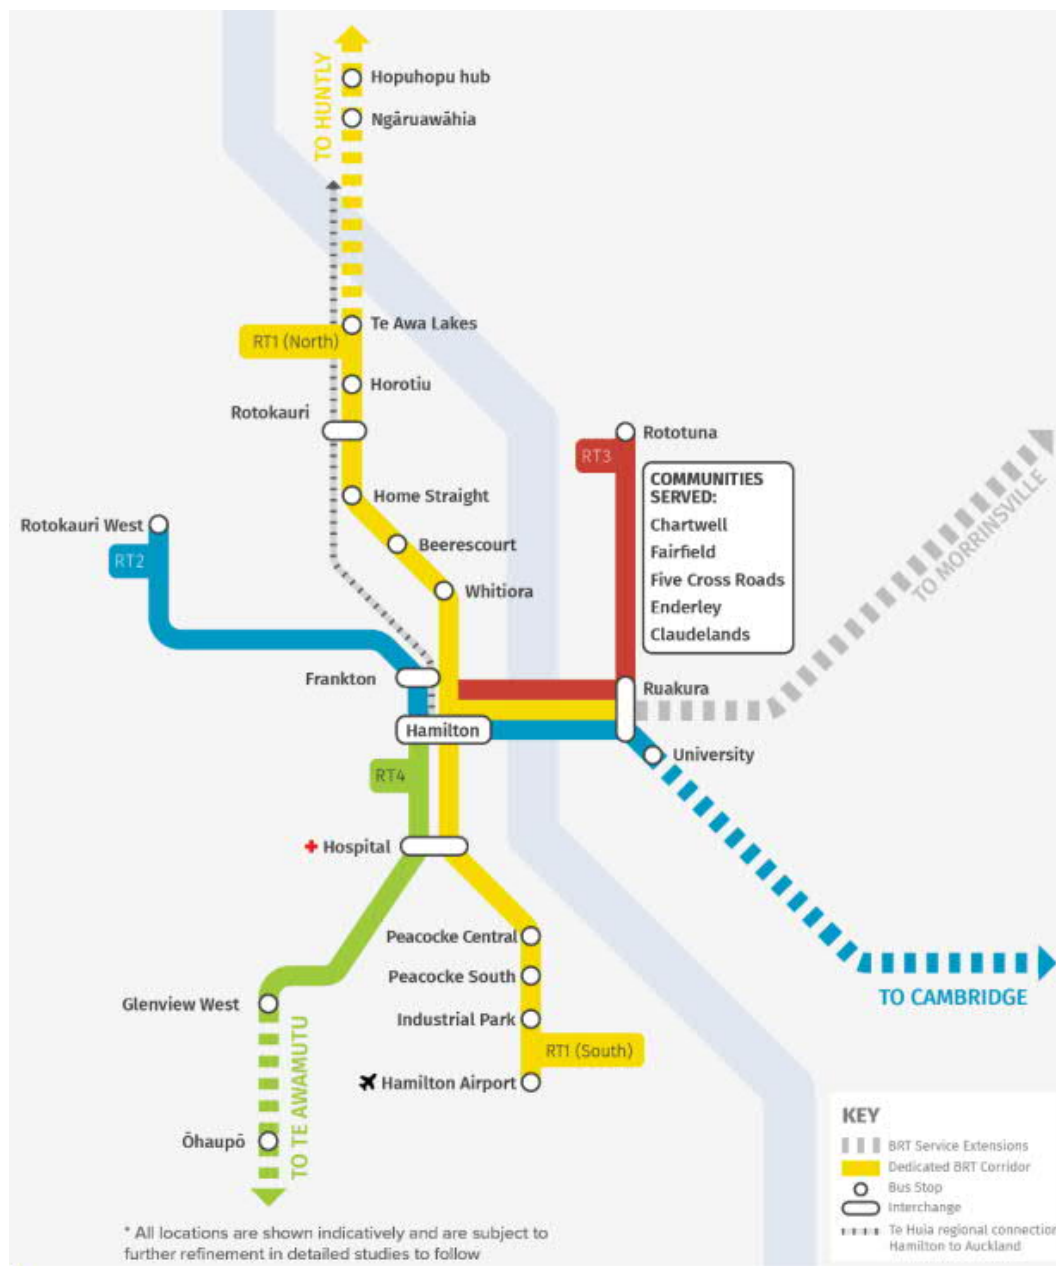 TO HUNTLY
Hopuhopu hub
Ngāruawāhia
Te Awa Lakes
RT1 (North)
Horotiu
Rotokauri
Rototuna
RT3
COMMUNITIES
SERVED:
Chartwell
Fairfield
Five Cross Roads
Enderley
Claudelands
TO MORRINSVILLE
Home Straight
Rotokauri West
Beerescourt
RT2
Whitiora
Frankton
Ruakura
Hamilton
University
RT4
Hospital
Peacocke Central
Peacocke South
TO CAMBRIDGE
Glenview West
Industrial Park
RT1 (South)
Hamilton Airport
TO TE AWAMUTU
Ōhaupō
KEY
BRT Service Extensions
Dedicated BRT Corridor
Bus Stop
Interchange
Te Huia regional connection
Hamilton to Auckland
* All locations are shown indicatively and are subject to
further refinement in detailed studies to follow